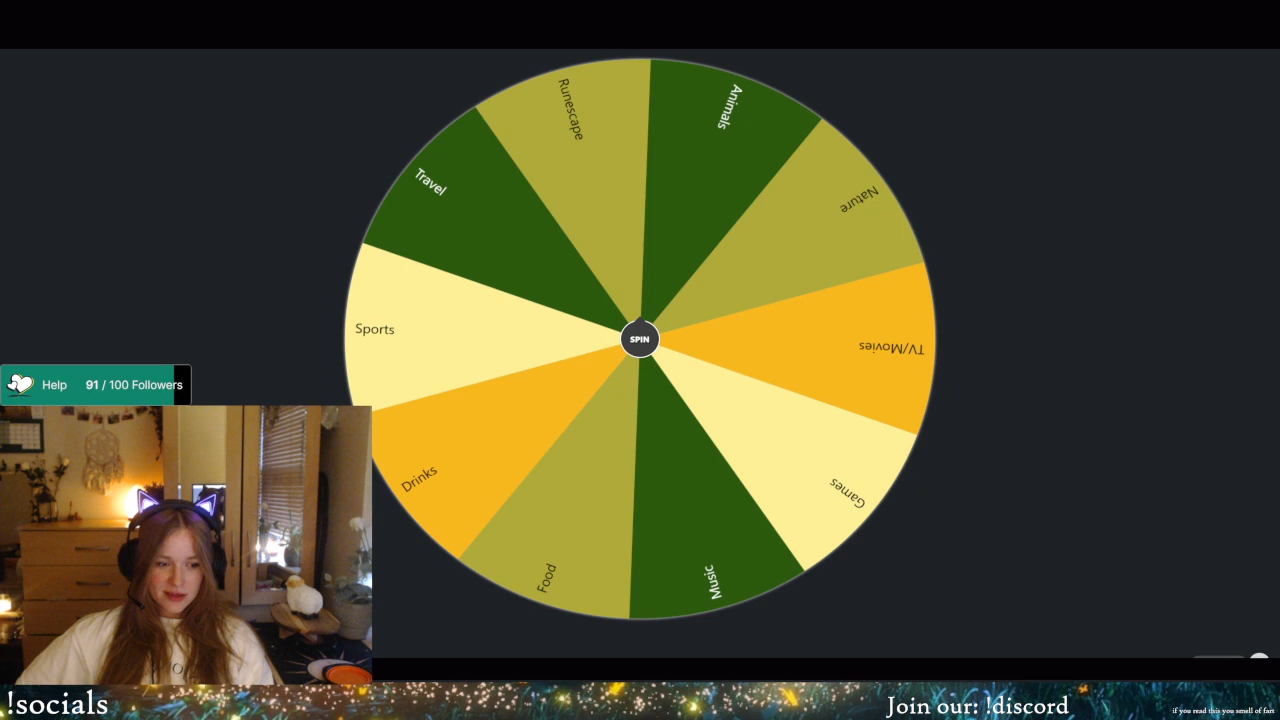 Runescape
Animals
Travel
Nature
Sports
SPIN
TV/Movies
Help 91 / 100 Followers
Drinks
Games
Food
Music
!socials
Join our: !discord
if you read this you smell of fart